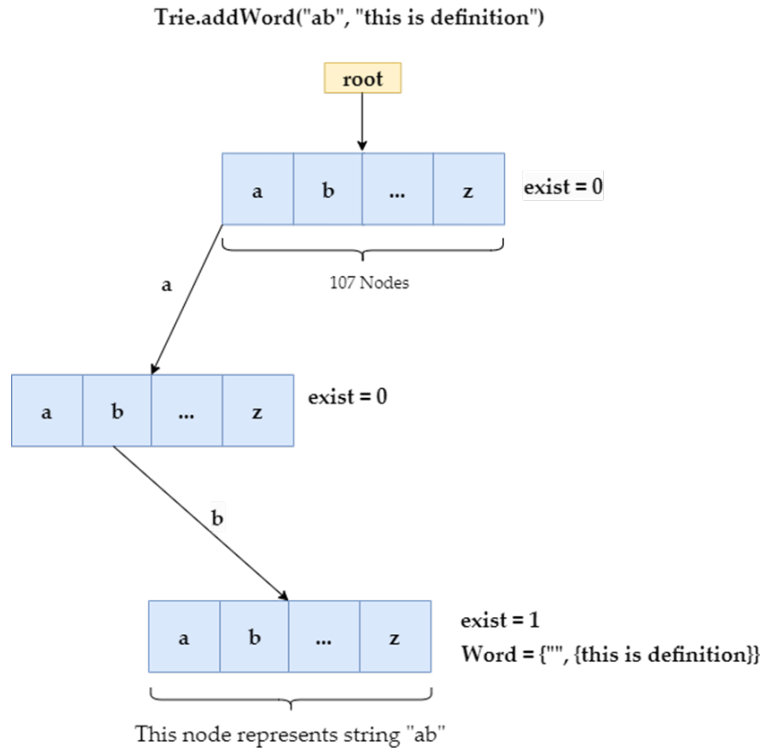 Trie.addWord("ab", "this is definition")
root
a b ... z exist = 0
107 Nodes
a
a b ... z exist = 0
b
a b ... z exist = 1
Word = {"", {this is definition}}
This node represents string "ab"